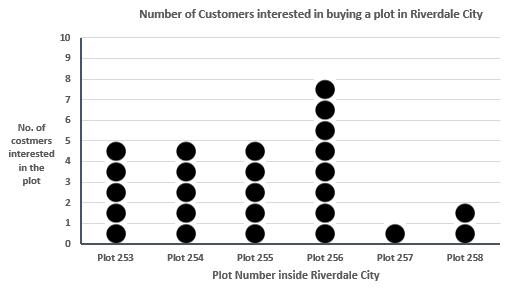 Number of Customers interested in buying a plot in Riverdale City
10
9
8
7
6
5
4
3
2
1
0
No. of
costmers
interested
in the
plot
Plot 253 Plot 254 Plot 255 Plot 256 Plot 257 Plot 258
Plot Number inside Riverdale City